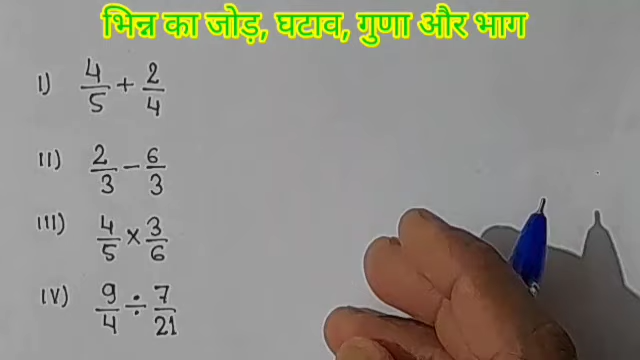 भिन्न का जोड़, घटाव, गुणा और भाग
I) 4/5 + 2/4
II) 2/3 - 6/3
III) 4/5 × 3/6
IV) 9/4 ÷ 7/21